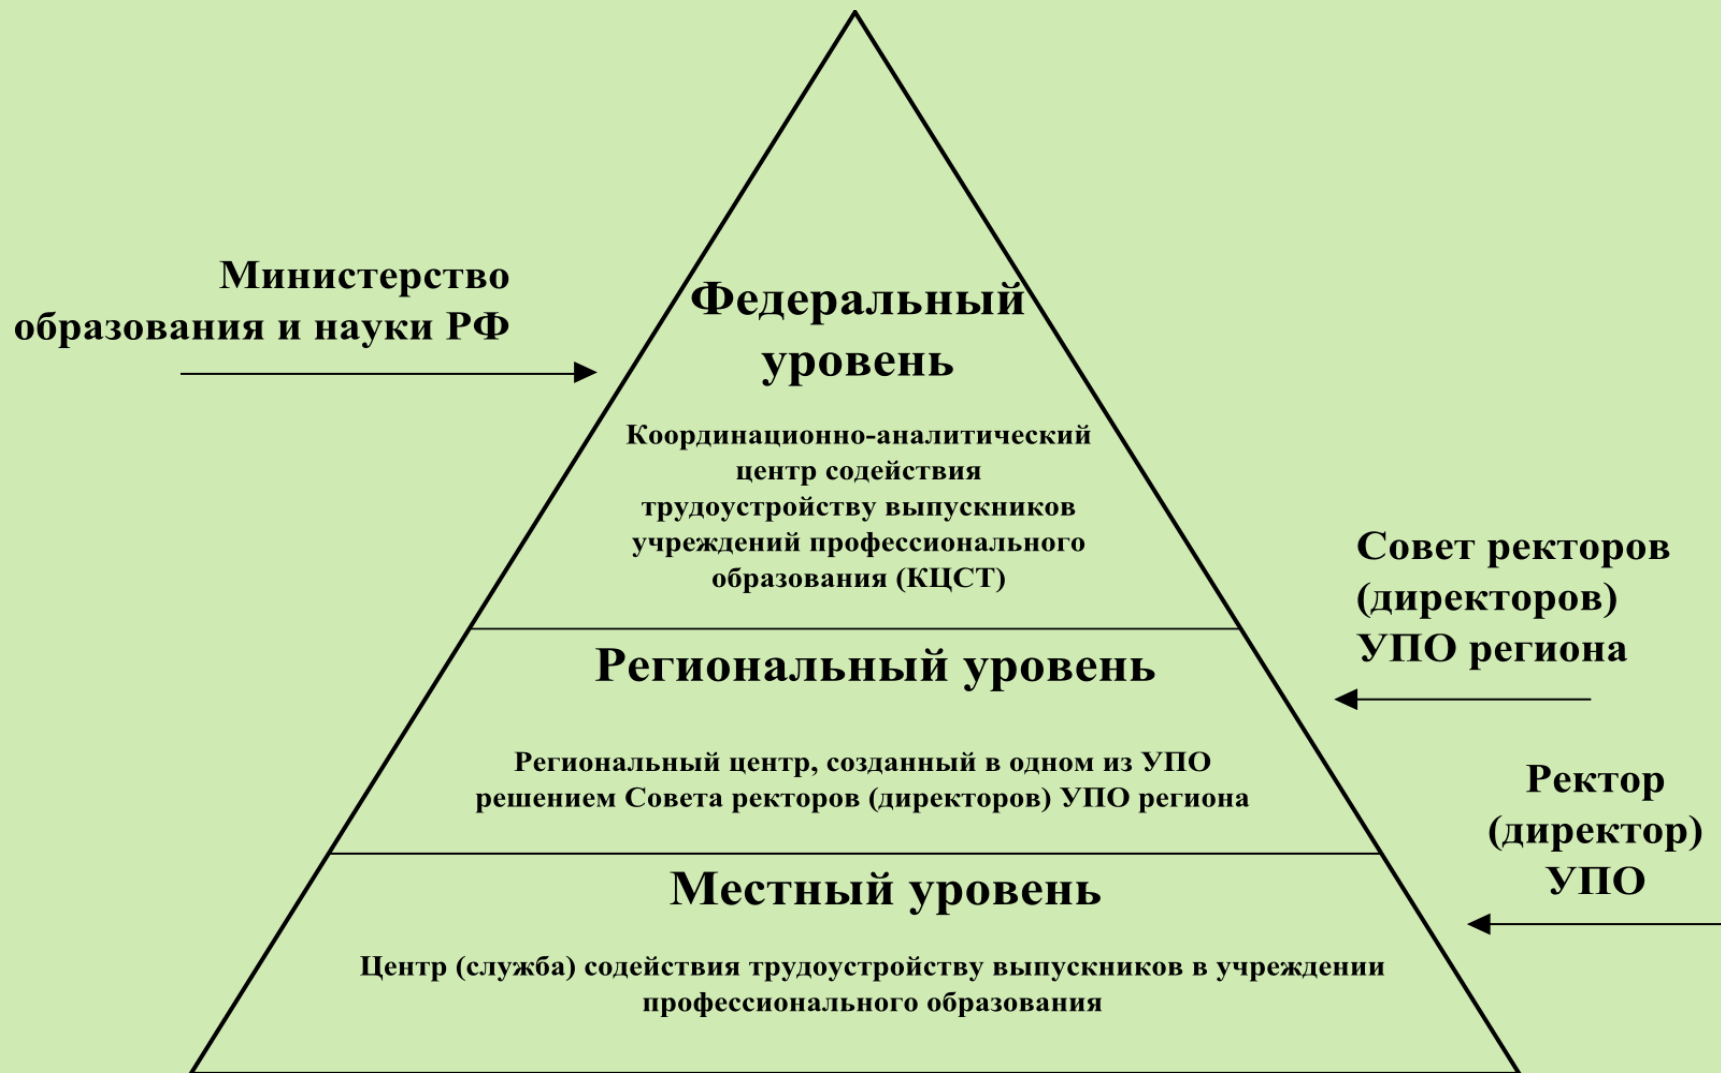 Министерство
образования и науки РФ
Федеральный
уровень
Координационно-аналитический
центр содействия
трудоустройству выпускников
учреждений профессионального
образования (КЦСТ)
Совет ректоров
(директоров)
УПО региона
Региональный уровень
Региональный центр, созданный в одном из УПО
решением Совета ректоров (директоров) УПО региона
Ректор
(директор)
УПО
Местный уровень
Центр (служба) содействия трудоустройству выпускников в учреждении
профессионального образования